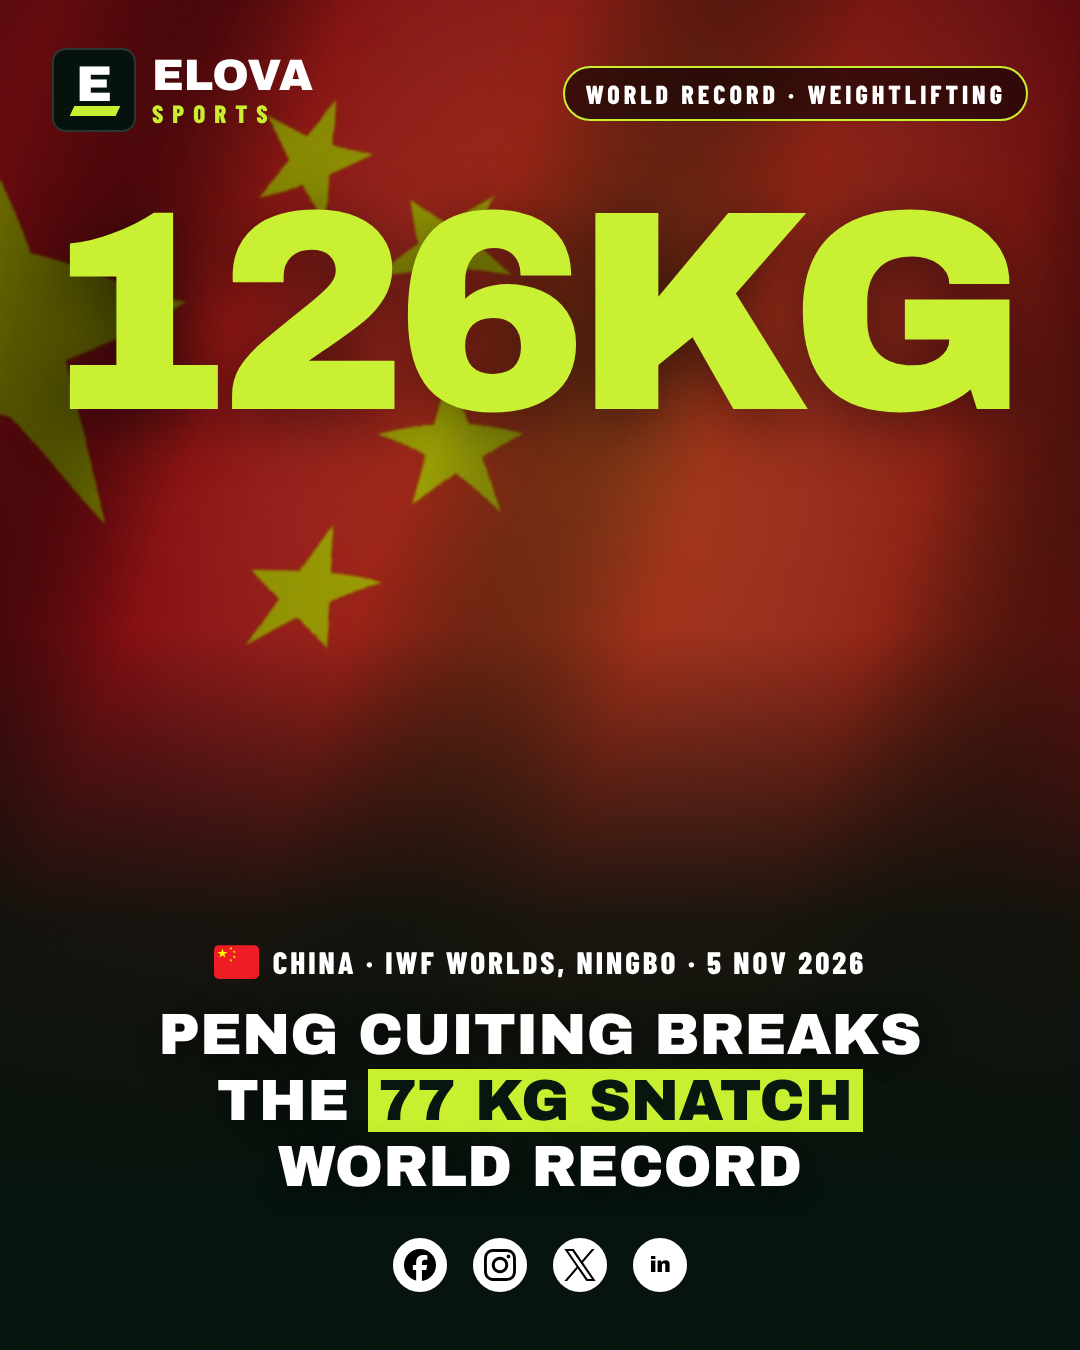 E
ELOVA
SPORTS
WORLD RECORD · WEIGHTLIFTING
126KG
CHINA · IWF WORLDS, NINGBO · 5 NOV 2026
PENG CUITING BREAKS
THE 77 KG SNATCH
WORLD RECORD
in